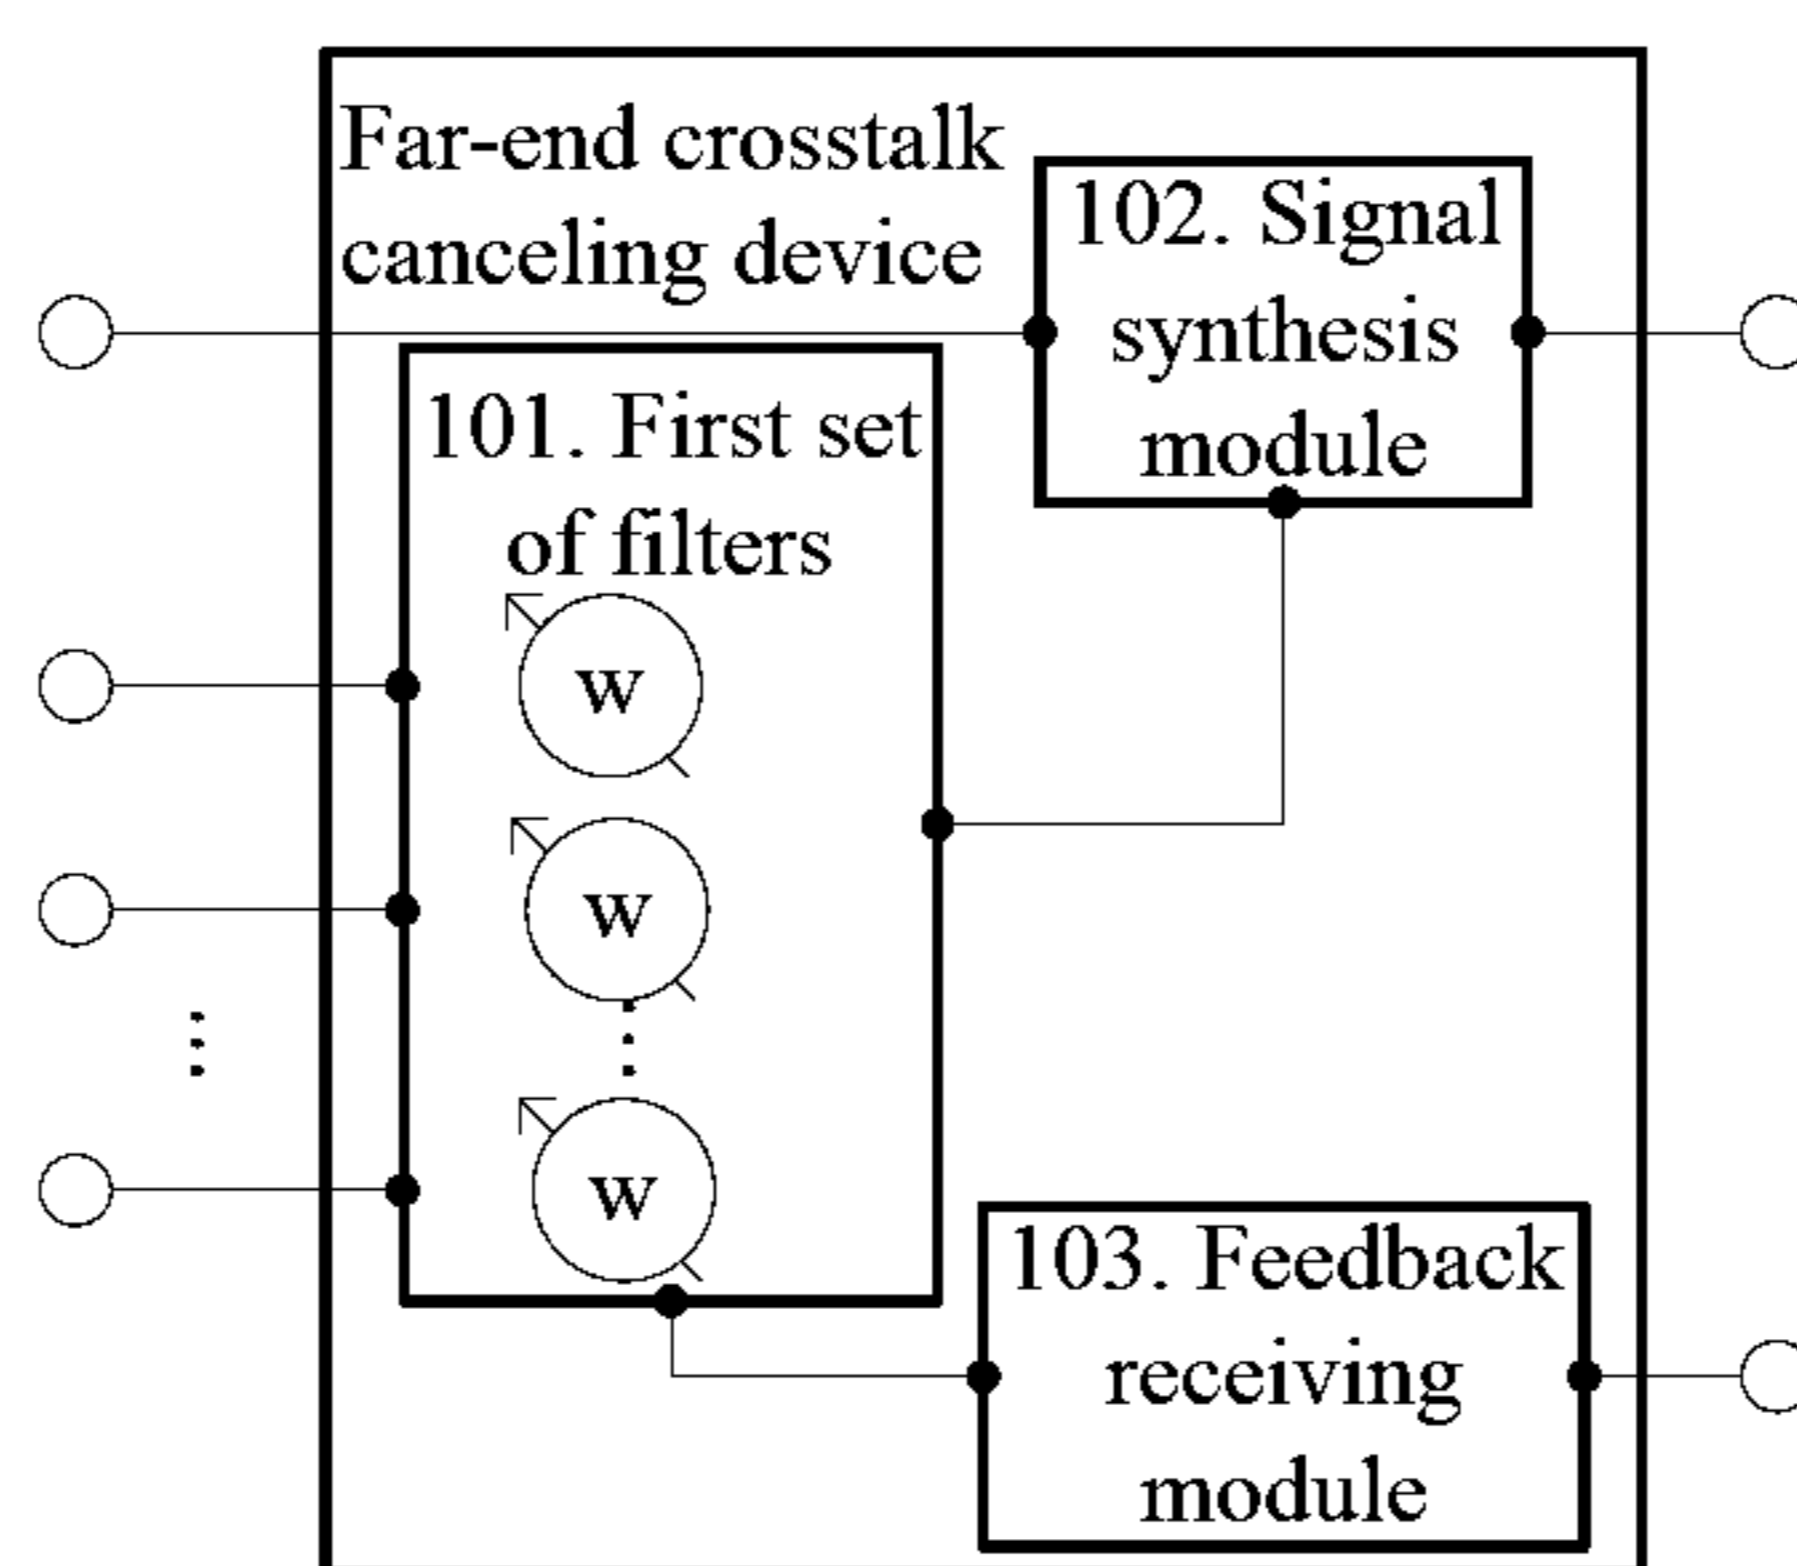 Far-end crosstalk
canceling device
102. Signal
synthesis
module
101. First set
of filters
w
w
w
103. Feedback
receiving
module